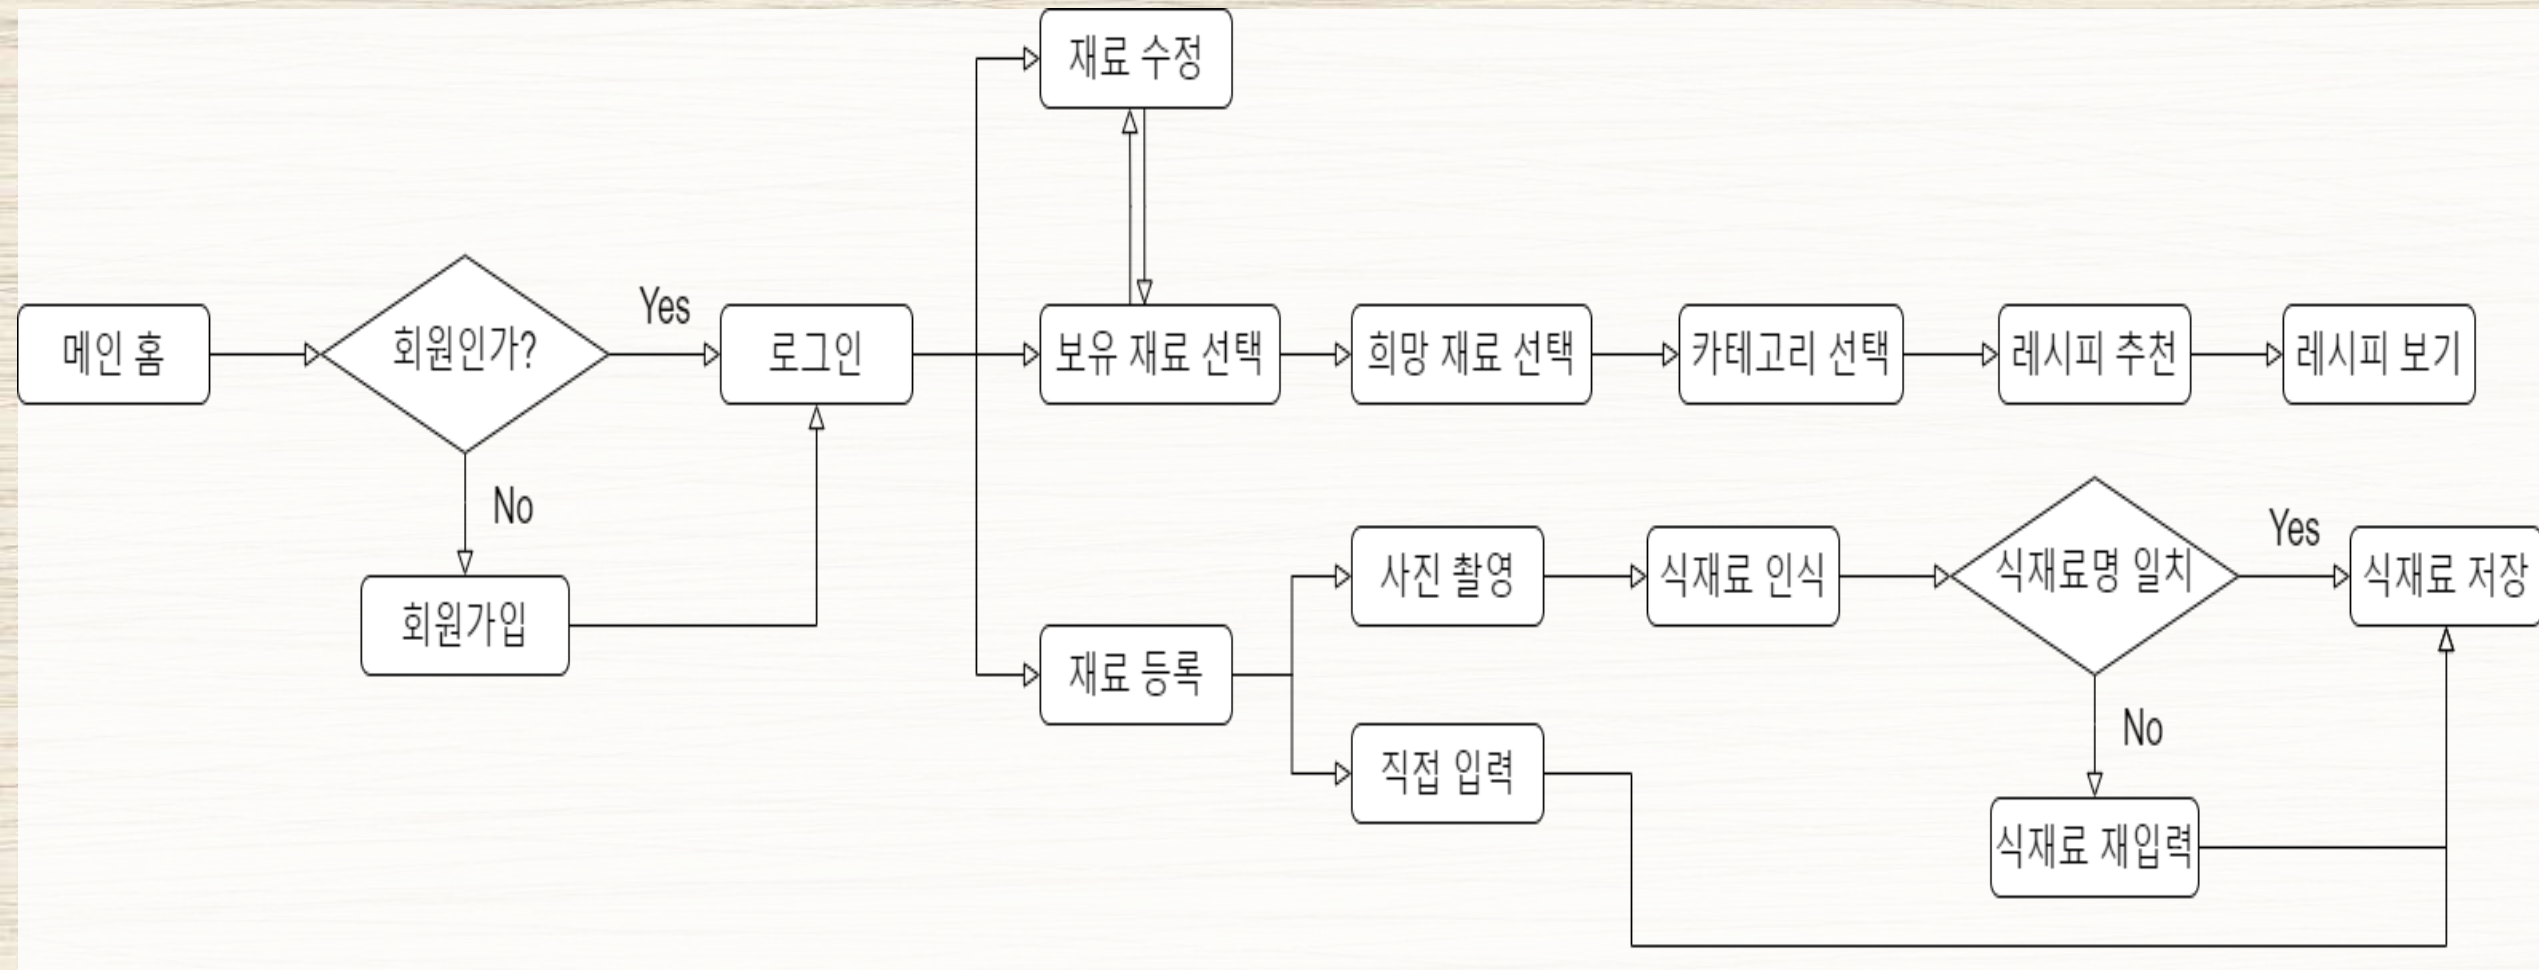 재료 수정
메인 홈
회원인가?
Yes
로그인
보유 재료 선택
희망 재료 선택
카테고리 선택
레시피 추천
레시피 보기
No
회원가입
재료 등록
사진 촬영
식재료 인식
식재료명 일치
Yes
식재료 저장
직접 입력
No
식재료 재입력